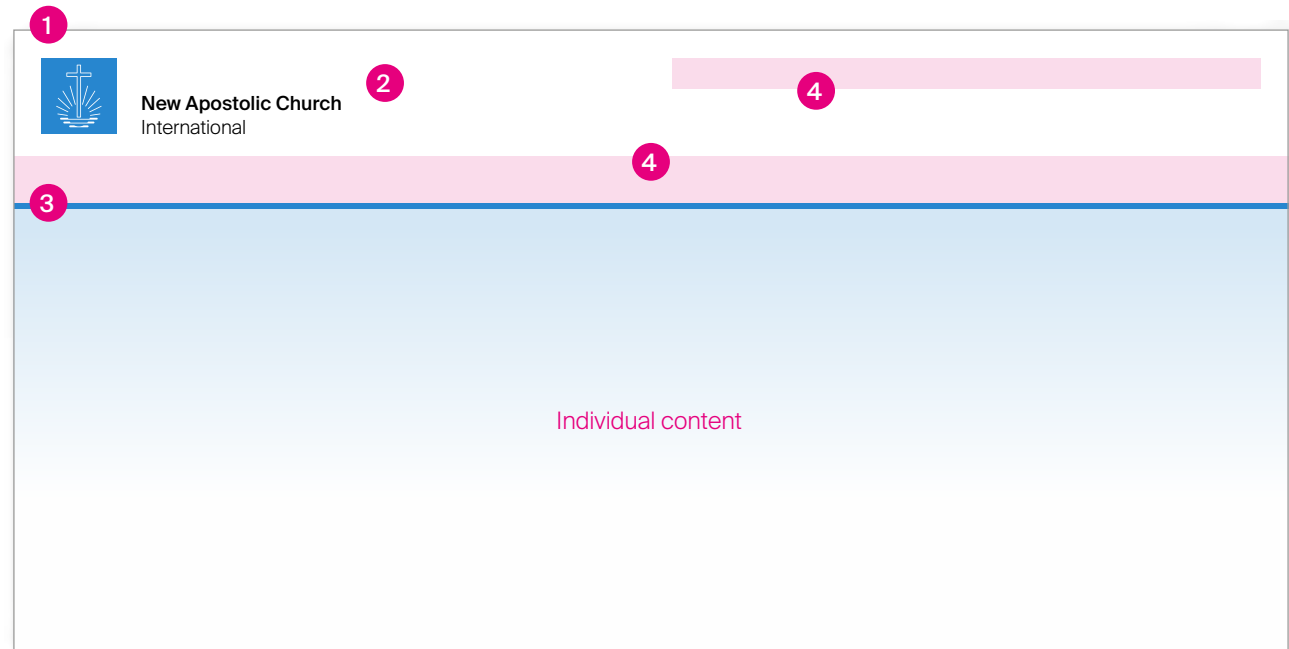 1
2
New Apostolic Church
International
4
4
3
Individual content